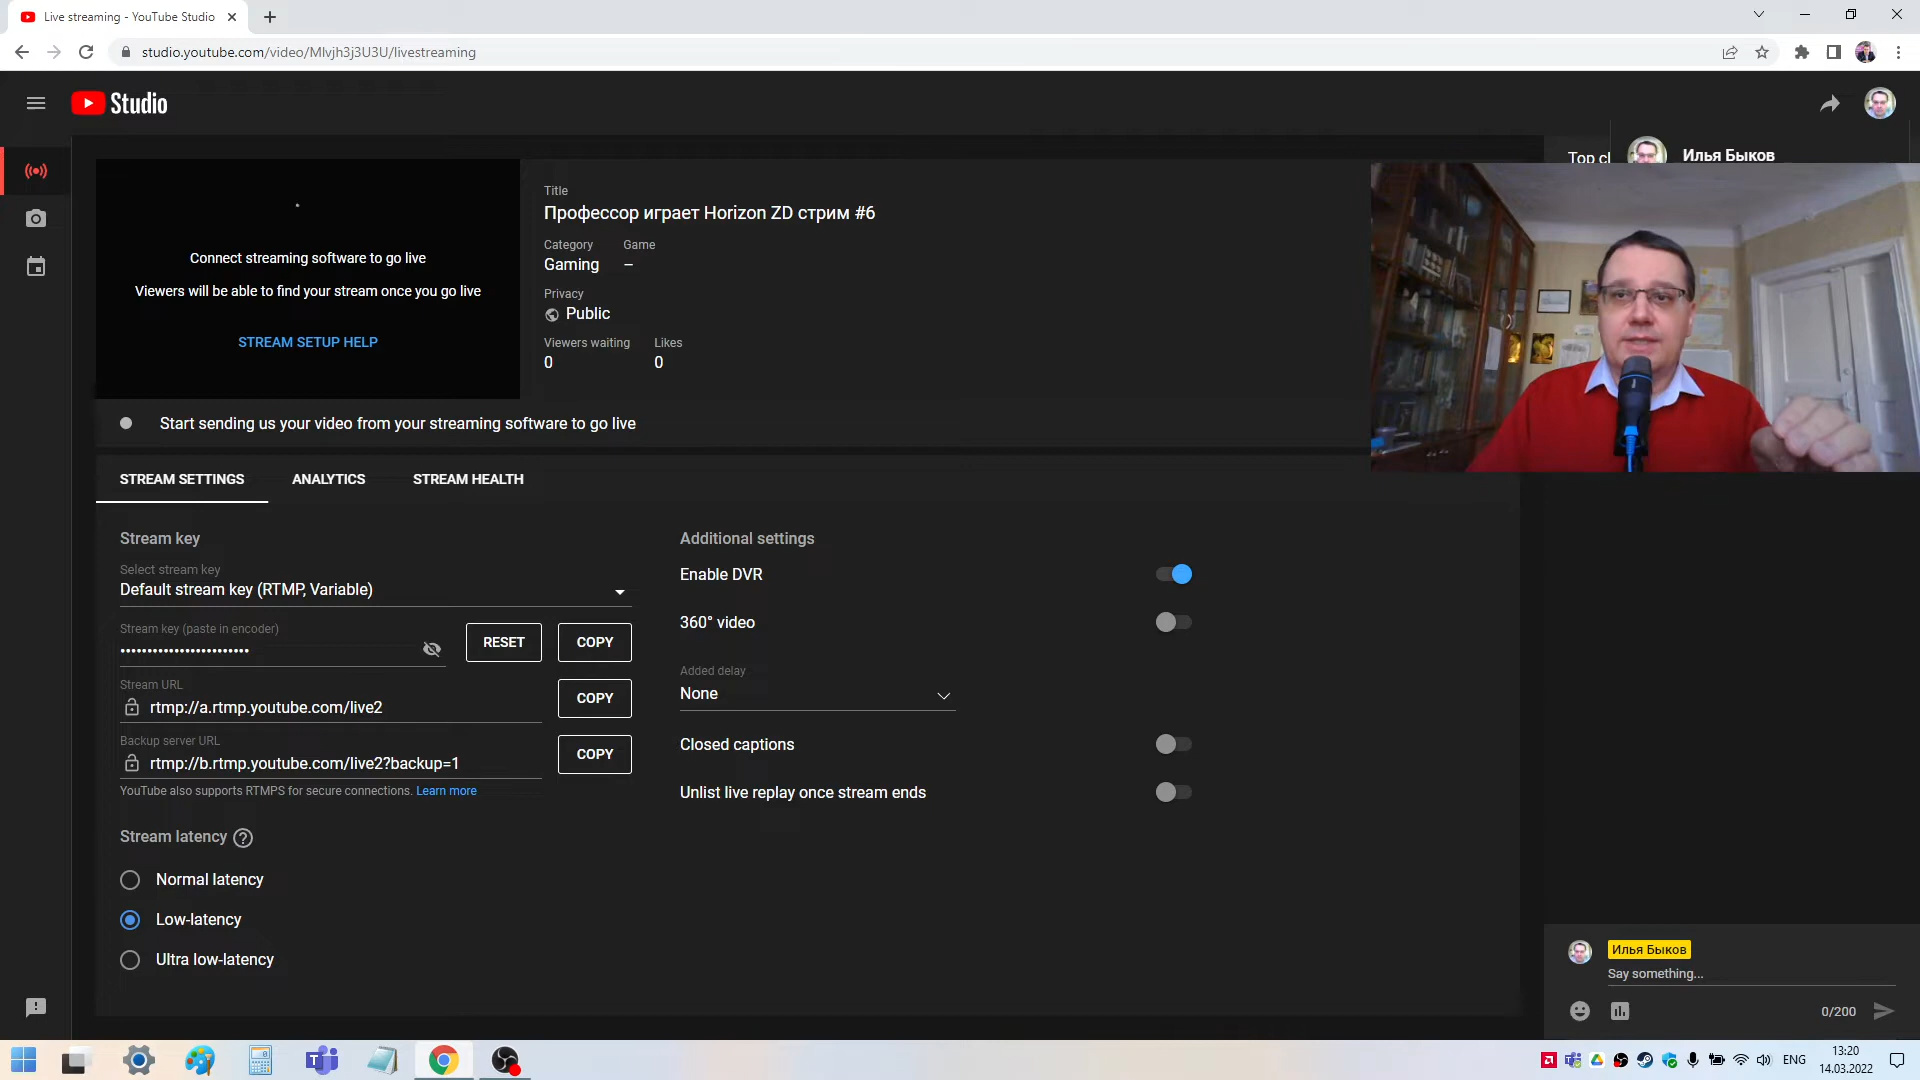 Live streaming - YouTube Studio
studio.youtube.com/video/Mlvjh3j3U3U/livestreaming
Studio
Top cl
Илья Быков
Connect streaming software to go live
Viewers will be able to find your stream once you go live
STREAM SETUP HELP
Title
Профессор играет Horizon ZD стрим #6
Category Game
Gaming –
Privacy
Public
Viewers waiting Likes
0 0
Start sending us your video from your streaming software to go live
STREAM SETTINGS ANALYTICS STREAM HEALTH
Stream key
Select stream key
Default stream key (RTMP, Variable)
Stream key (paste in encoder)
••••••••••••••••••••••••
RESET COPY
Stream URL
rtmp://a.rtmp.youtube.com/live2
COPY
Backup server URL
rtmp://b.rtmp.youtube.com/live2?backup=1
COPY
YouTube also supports RTMPS for secure connections. Learn more
Stream latency
Normal latency
Low-latency
Ultra low-latency
Additional settings
Enable DVR
360° video
Added delay
None
Closed captions
Unlist live replay once stream ends
Илья Быков
Say something...
0/200
ENG
13:20
14.03.2022